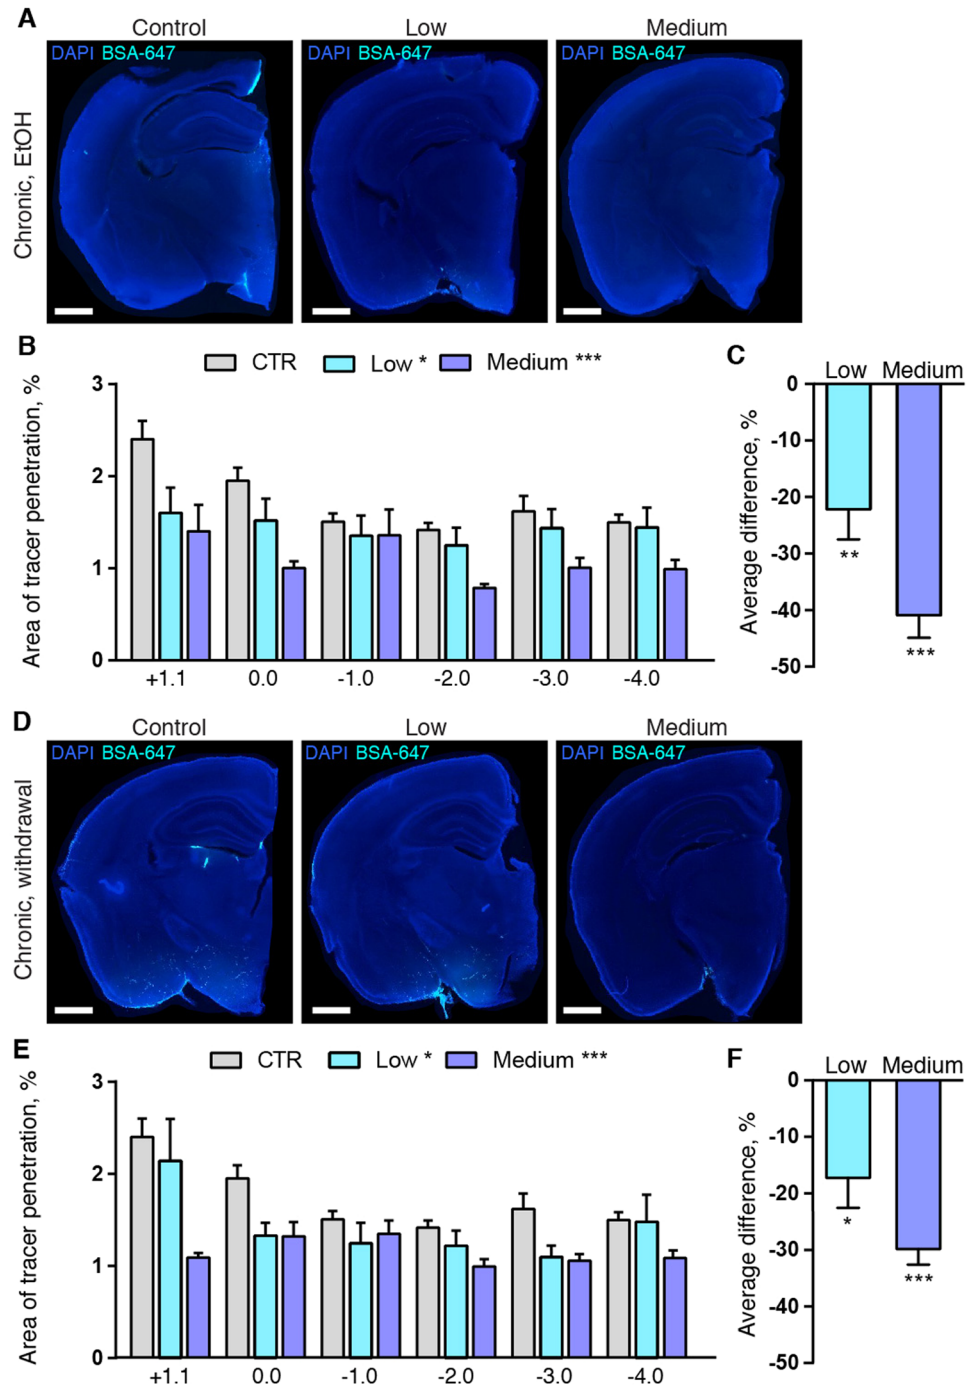 A
Control Low Medium
DAPI BSA-647 DAPI BSA-647 DAPI BSA-647
Chronic, EtOH
B
CTR Low * Medium ***
Area of tracer penetration, %
3
2
1
0
+1.1 0.0 -1.0 -2.0 -3.0 -4.0
C
Low Medium
Average difference, %
0
-10
-20
-30
-40
-50
**
***
D
Control Low Medium
DAPI BSA-647 DAPI BSA-647 DAPI BSA-647
Chronic, withdrawal
E
CTR Low * Medium ***
Area of tracer penetration, %
3
2
1
0
+1.1 0.0 -1.0 -2.0 -3.0 -4.0
F
Low Medium
Average difference, %
0
-10
-20
-30
-40
-50
*
***